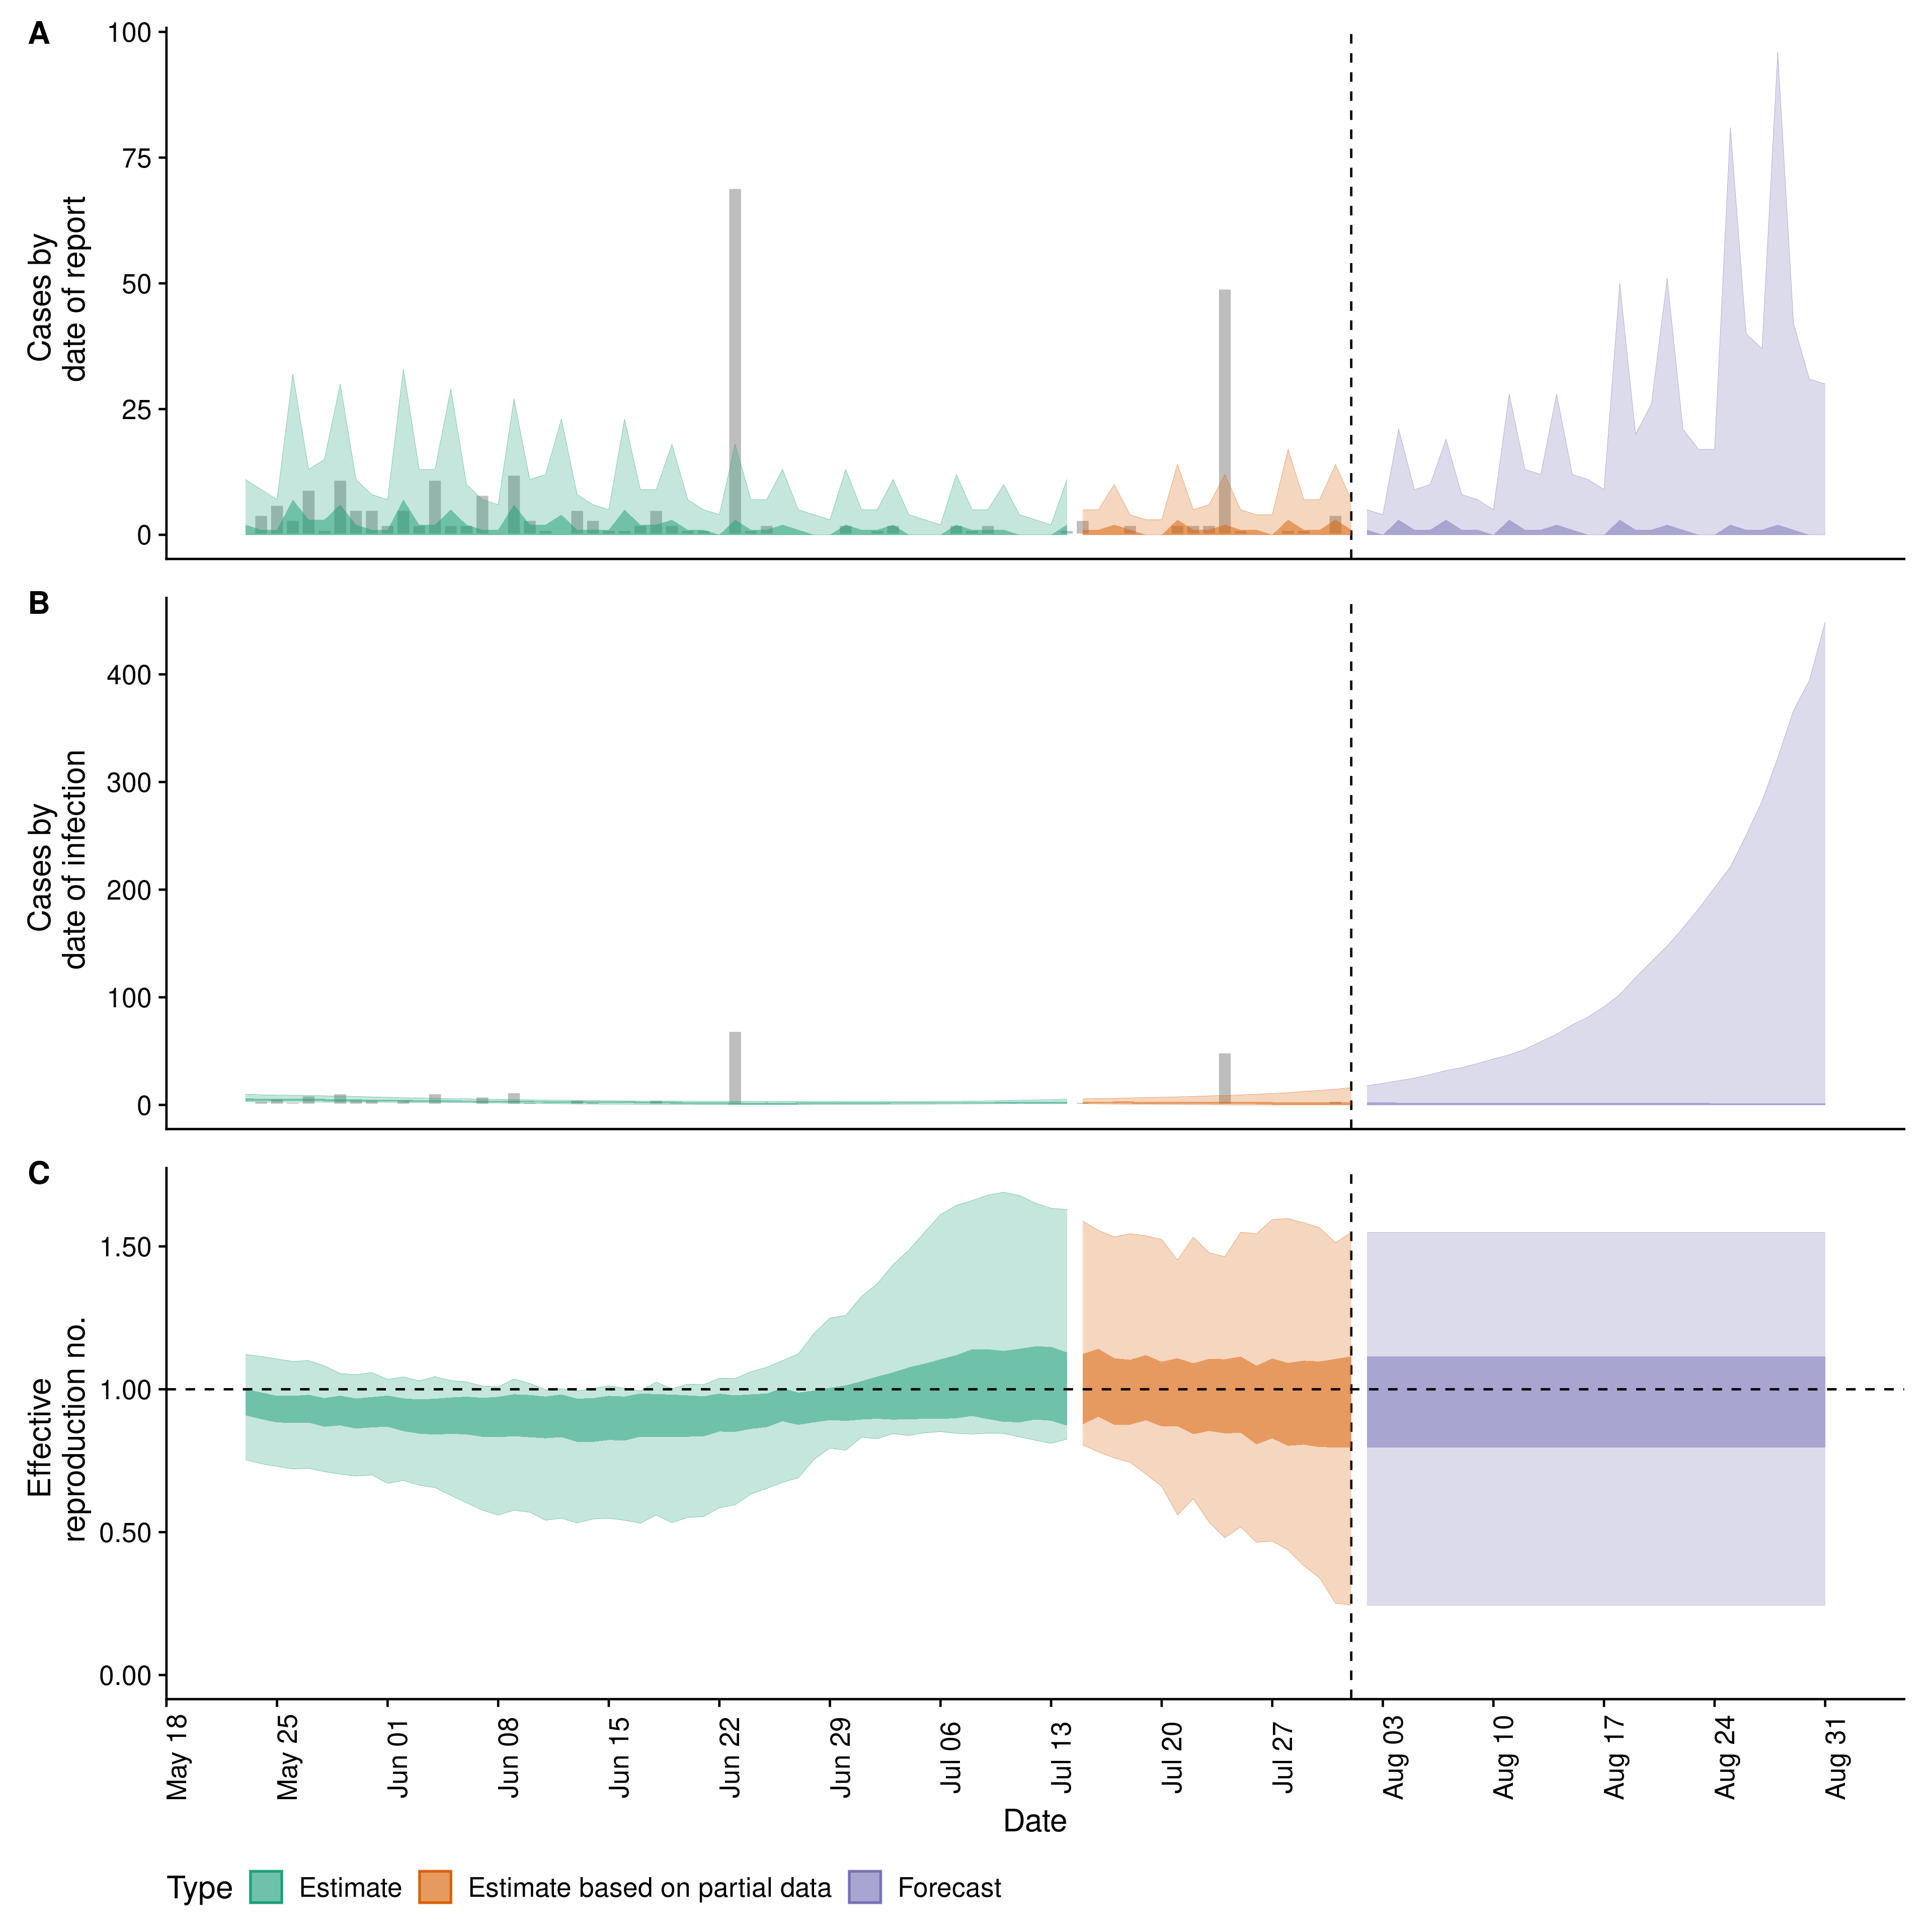 A
100
75
50
25
0
Cases by
date of report
B
400
300
200
100
0
Cases by
date of infection
C
1.50
1.00
0.50
0.00
Effective
reproduction no.
May 18
May 25
Jun 01
Jun 08
Jun 15
Jun 22
Jun 29
Jul 06
Jul 13
Jul 20
Jul 27
Aug 03
Aug 10
Aug 17
Aug 24
Aug 31
Date
Type Estimate Estimate based on partial data Forecast